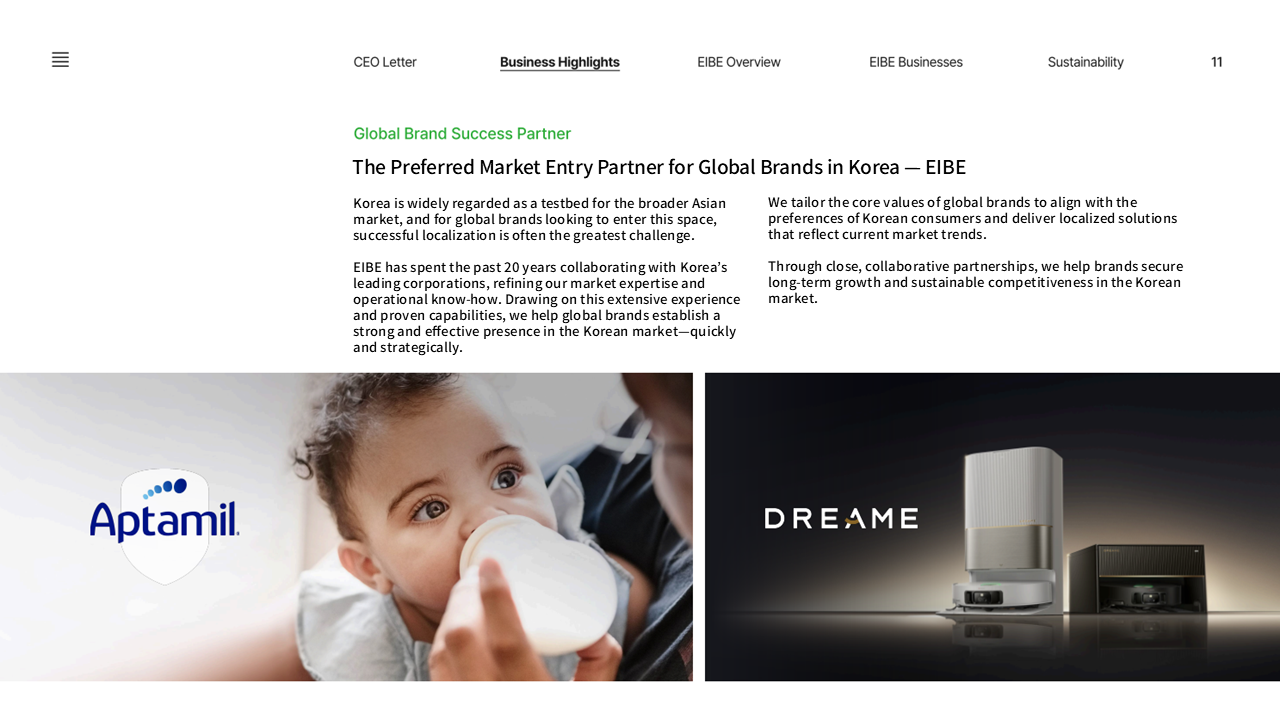 CEO Letter
Business Highlights
EIBE Overview
EIBE Businesses
Sustainability
11
Global Brand Success Partner
The Preferred Market Entry Partner for Global Brands in Korea — EIBE
Korea is widely regarded as a testbed for the broader Asian
market, and for global brands looking to enter this space,
successful localization is often the greatest challenge.
EIBE has spent the past 20 years collaborating with Korea’s
leading corporations, refining our market expertise and
operational know-how. Drawing on this extensive experience
and proven capabilities, we help global brands establish a
strong and effective presence in the Korean market—quickly
and strategically.
We tailor the core values of global brands to align with the
preferences of Korean consumers and deliver localized solutions
that reflect current market trends.
Through close, collaborative partnerships, we help brands secure
long-term growth and sustainable competitiveness in the Korean
market.
Aptamil
DREAME